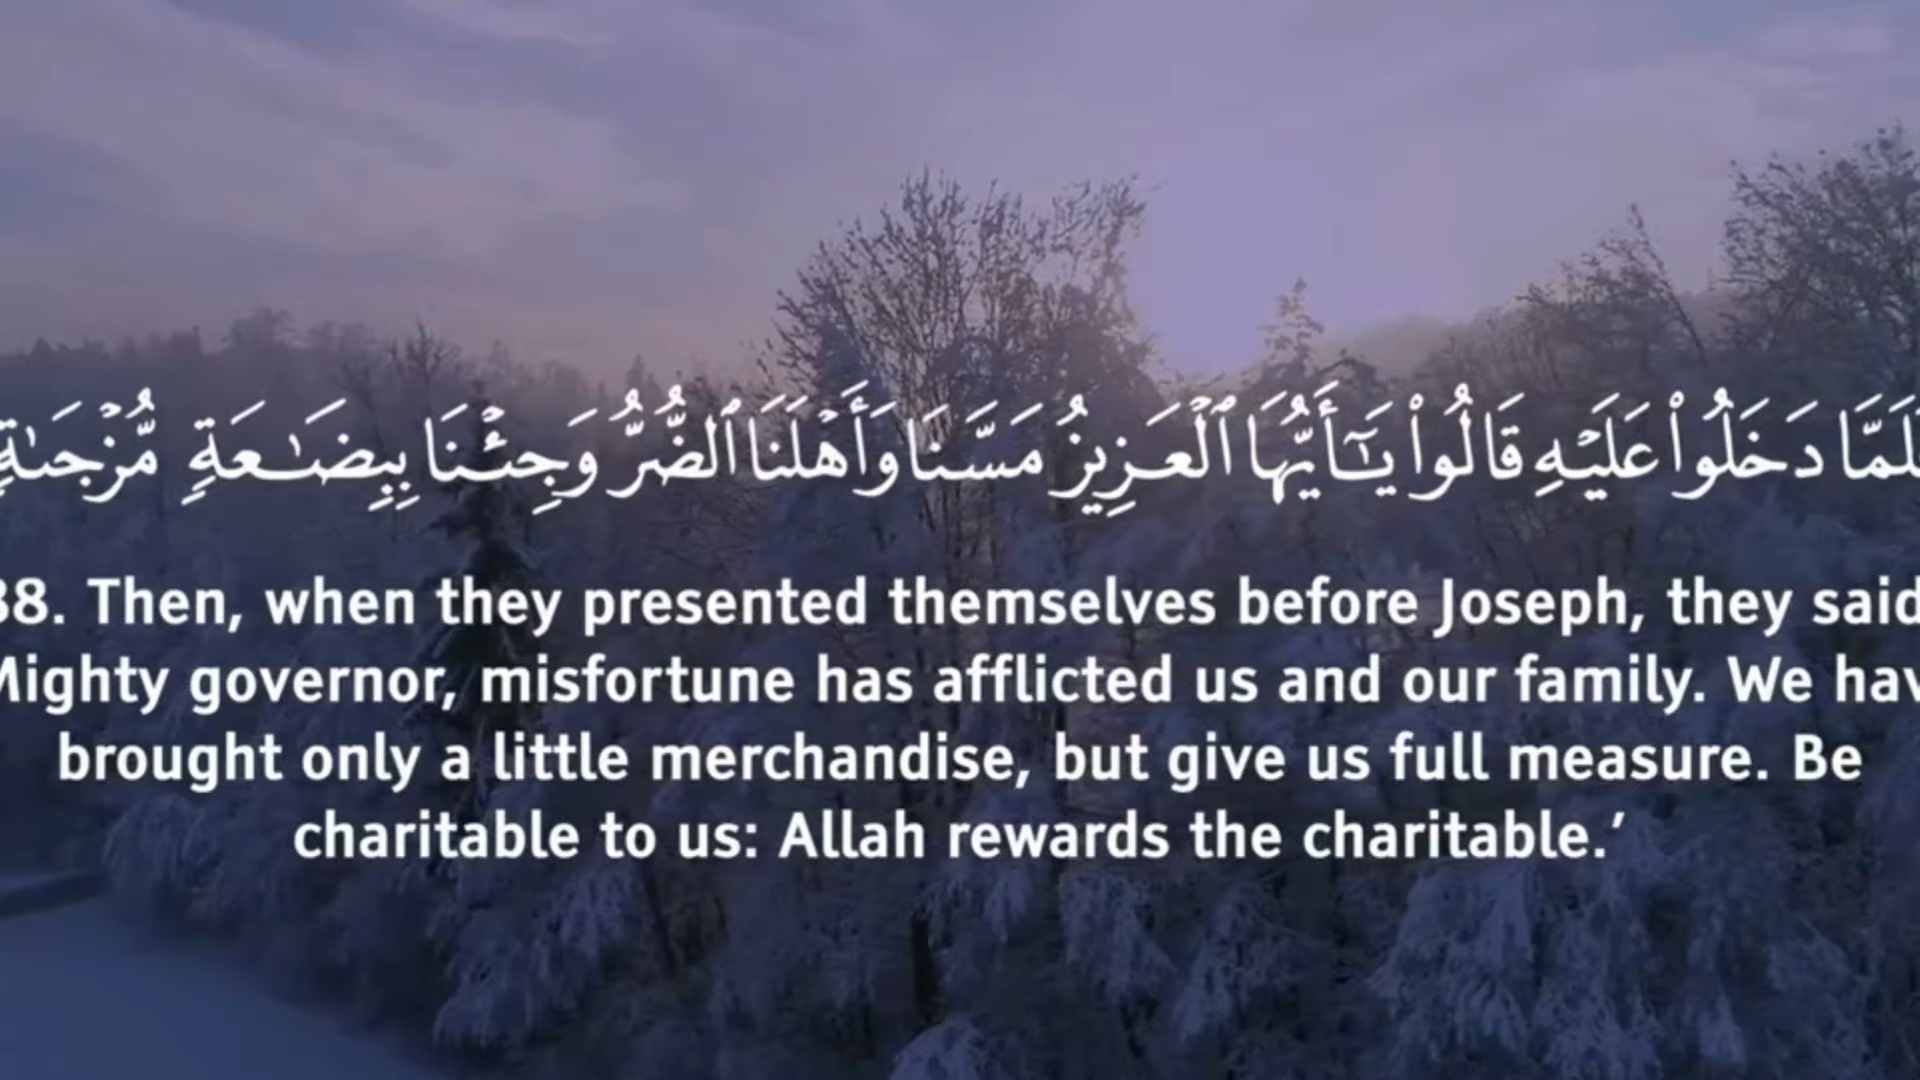 فَلَمَّا دَخَلُوا۟ عَلَيْهِ قَالُوا۟ يَـٰٓأَيُّهَا ٱلْعَزِيزُ مَسَّنَا وَأَهْلَنَا ٱلضُّرُّ وَجِئْنَا بِبِضَـٰعَةٍ مُّزْجَىٰةٍ
88. Then, when they presented themselves before Joseph, they said
Mighty governor, misfortune has afflicted us and our family. We hav
brought only a little merchandise, but give us full measure. Be
charitable to us: Allah rewards the charitable.’